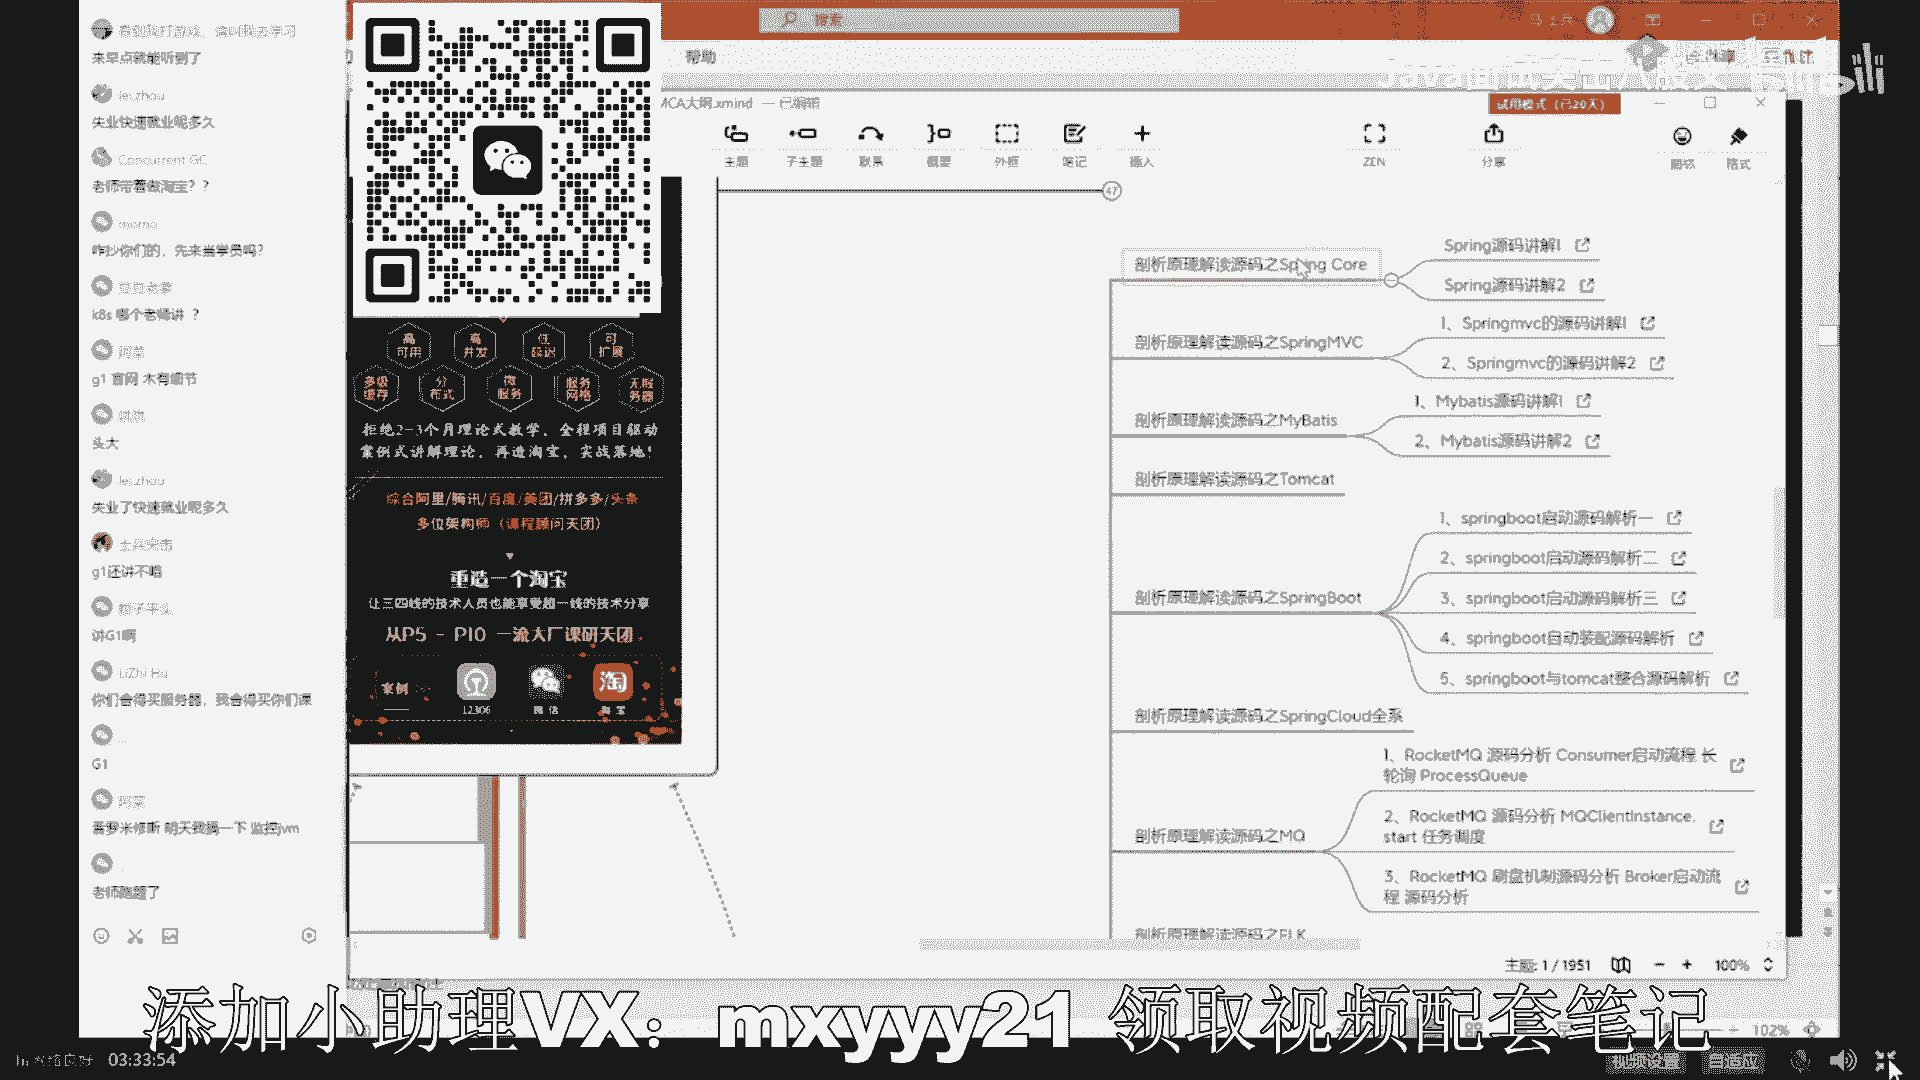 来早点就能听到了
leizhou
失业快速就业呢多久
Concurrent GC
老师带着做淘宝？？
momo
咋抄你们的，先来当学员吗？
k8s 哪个老师讲 ？
阿菜
g1 官网 木有细节
头大
leizhou
失业了快速就业呢多久
g1还讲不唱
讲G1啊
LiZhi Hu
你们舍得买服务器，我舍得买你们课
...
G1
阿菜
普罗米修斯 明天我搞一下 监控jvm
老师跑题了
搜索
帮助
MCA大纲.xmind — 已编辑
试用模式（已20天）
主题
子主题
联系
概要
外框
笔记
插入
ZEN
分享
图标
格式
47
高可用
高并发
低延迟
可扩展
多级缓存
分布式
微服务
服务网格
无服务器
拒绝2-3个月理论式教学、全程项目驱动
案例式讲解理论，再造淘宝，实战落地！
综合阿里/腾讯/百度/美团/拼多多/头条
多位架构师（课程顾问天团）
重造一个淘宝
让三四线的技术人员也能享受超一线的技术分享
从P5 - P10 一流大厂课研天团
案例
12306
微信
淘
淘宝
剖析原理解读源码之Spring Core
Spring源码讲解1
Spring源码讲解2
剖析原理解读源码之SpringMVC
1、Springmvc的源码讲解1
2、Springmvc的源码讲解2
剖析原理解读源码之MyBatis
1、Mybatis源码讲解1
2、Mybatis源码讲解2
剖析原理解读源码之Tomcat
剖析原理解读源码之SpringBoot
1、springboot启动源码解析一
2、springboot启动源码解析二
3、springboot启动源码解析三
4、springboot自动装配源码解析
5、springboot与tomcat整合源码解析
剖析原理解读源码之SpringCloud全系
剖析原理解读源码之MQ
1、RocketMQ 源码分析 Consumer启动流程 长
轮询 ProcessQueue
2、RocketMQ 源码分析 MQClientInstance.
start 任务调度
3、RocketMQ 刷盘机制源码分析 Broker启动流
程 源码分析
剖析原理解读源码之ELK
主题: 1 / 1951
100%
102%
添加小助理VX：mxyyy21 领取视频配套笔记
网络良好
03:33:54
视频设置
自适应